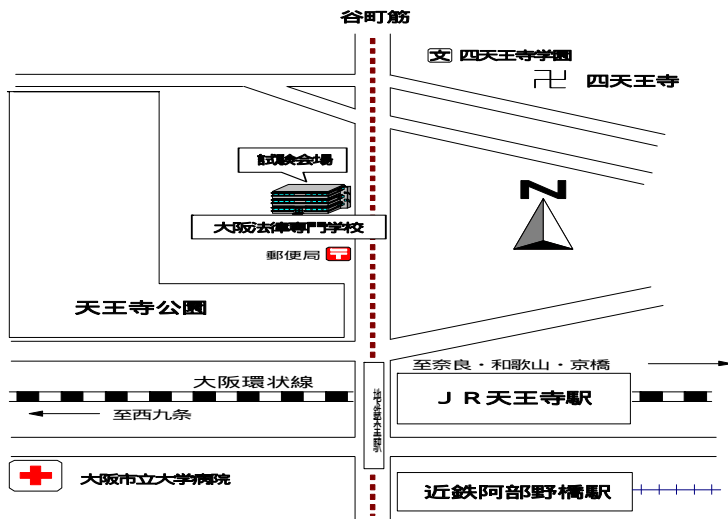 谷町筋
文 四天王寺学園
卍 四天王寺
試験会場
N
大阪法律専門学校
郵便局
天王寺公園
至奈良・和歌山・京橋
大阪環状線
ＪＲ天王寺駅
至西九条
大阪市立大学病院
近鉄阿部野橋駅